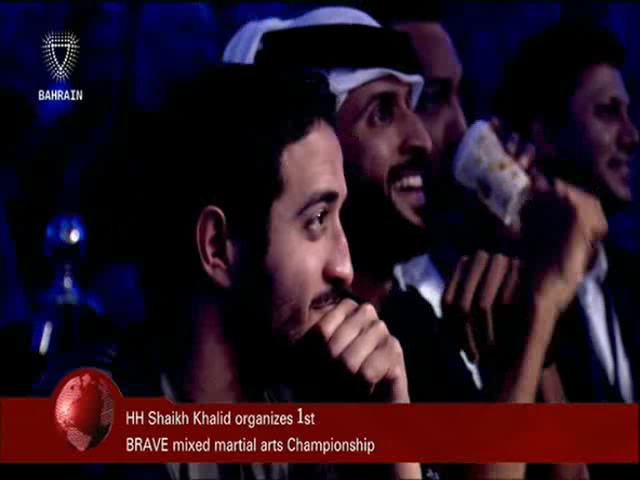 BAHRAIN
HH Shaikh Khalid organizes 1st
BRAVE mixed martial arts Championship